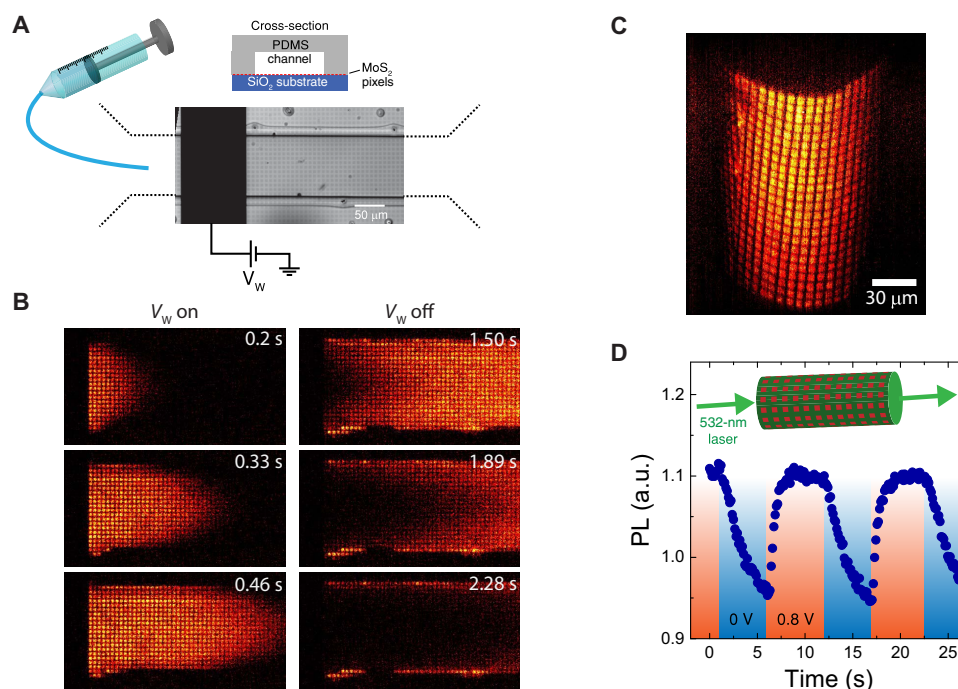 A
Cross-section
PDMS
channel
SiO2 substrate
MoS2
pixels
50 μm
VW
B
VW on
VW off
0.2 s
1.50 s
0.33 s
1.89 s
0.46 s
2.28 s
C
30 μm
D
1.2
1.1
1.0
0.9
PL (a.u.)
532-nm
laser
0 V
0.8 V
0 5 10 15 20 25
Time (s)